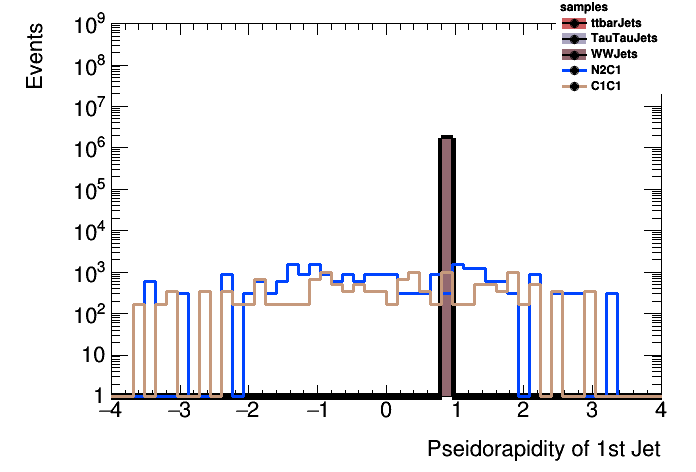 samples
ttbarJets
TauTauJets
WWJets
N2C1
C1C1
Events
10⁹
10⁸
10⁷
10⁶
10⁵
10⁴
10³
10²
10
1
−4 −3 −2 −1 0 1 2 3 4
Pseidorapidity of 1st Jet